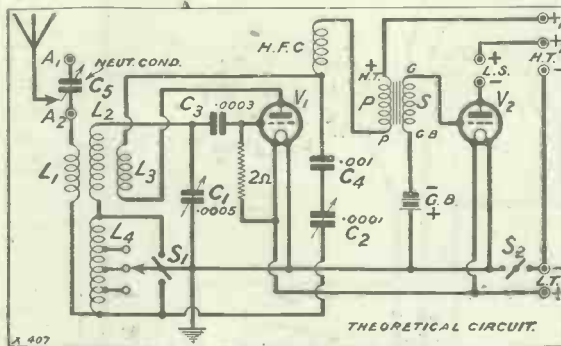 A1
NEUT. COND.
C5
A2
L2
L1
L3
L4
S1
C3
.0003
C1
.0005
2Ω
V1
H.F.C
.001
C4
.0001
C2
+
H.T.
P
S
G
G.B
−
G.B.
+
+
L.S.
−
V2
S2
+
+
H.T.
−
−
L.T.
+
THEORETICAL CIRCUIT.
X 407